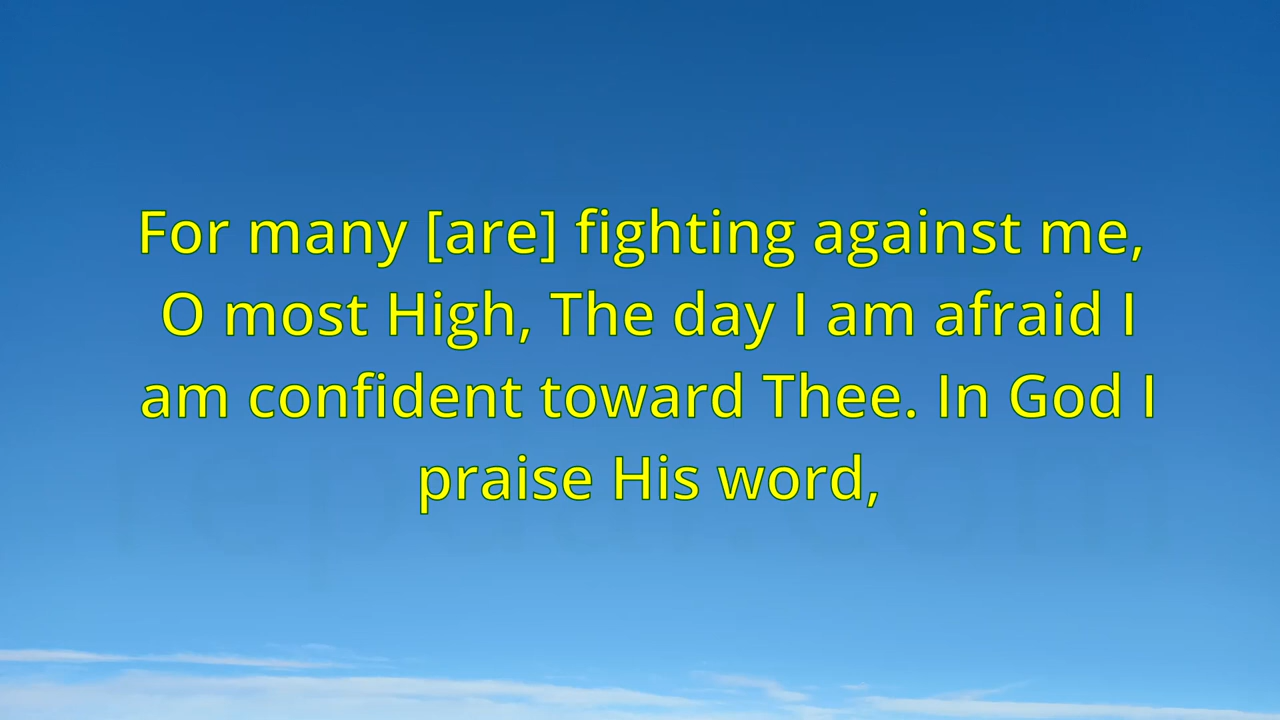 For many [are] fighting against me,
O most High, The day I am afraid I
am confident toward Thee. In God I
praise His word,